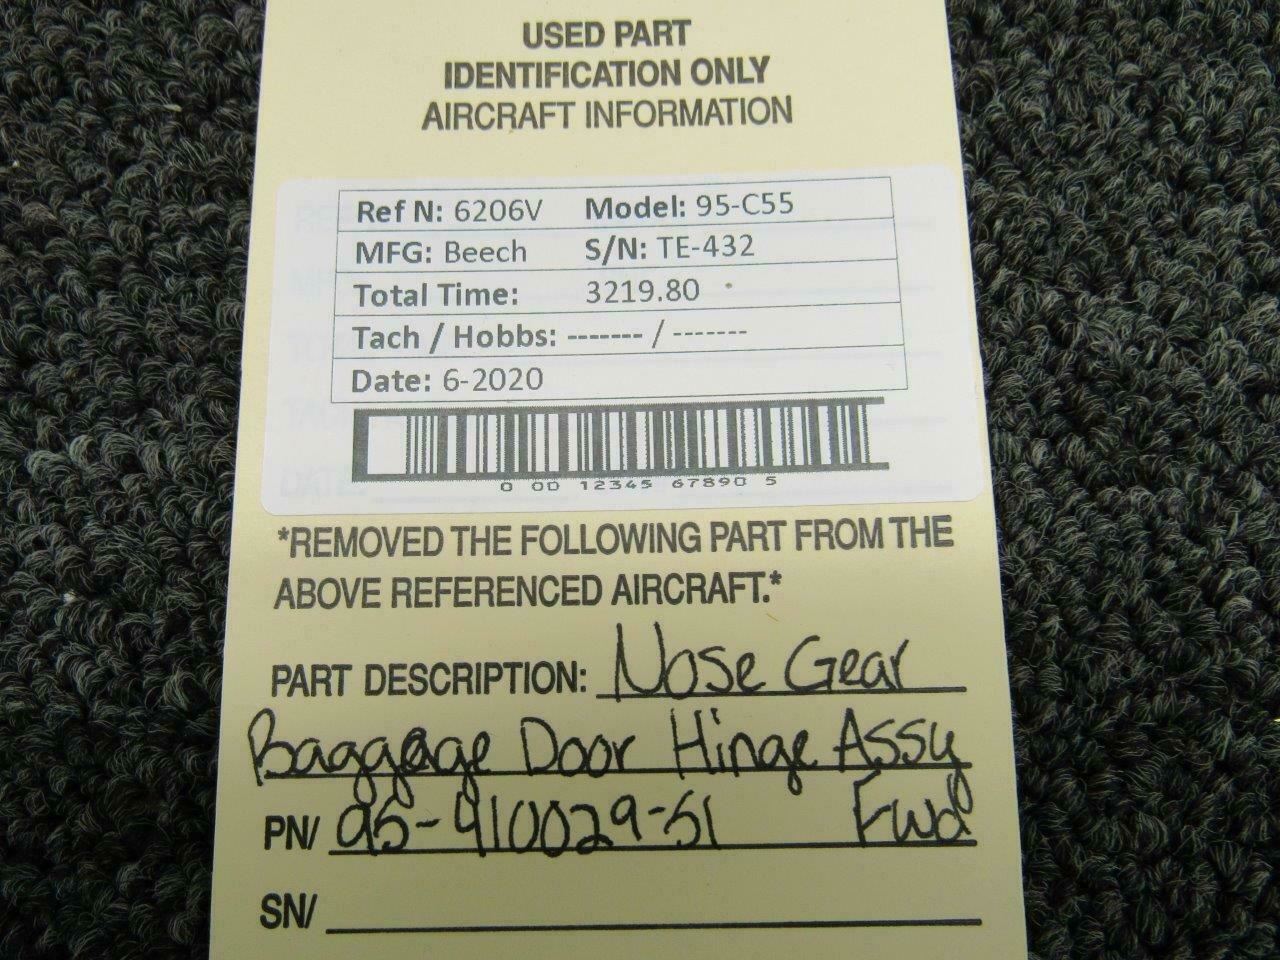 USED PART
IDENTIFICATION ONLY
AIRCRAFT INFORMATION
Ref N: 6206V Model: 95-C55
MFG: Beech S/N: TE-432
Total Time: 3219.80
Tach / Hobbs: ------- / -------
Date: 6-2020
0 00 12345 67890 5
*REMOVED THE FOLLOWING PART FROM THE
ABOVE REFERENCED AIRCRAFT.*
PART DESCRIPTION: Nose Gear
Baggage Door Hinge Assy
PN/ 95-910029-51 Fwd
SN/